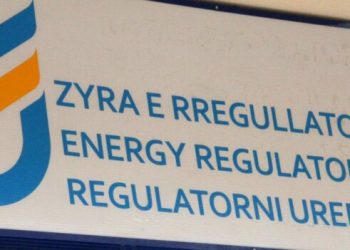 ZYRA E RREGULLATO
ENERGY REGULATO
REGULATORNI URE